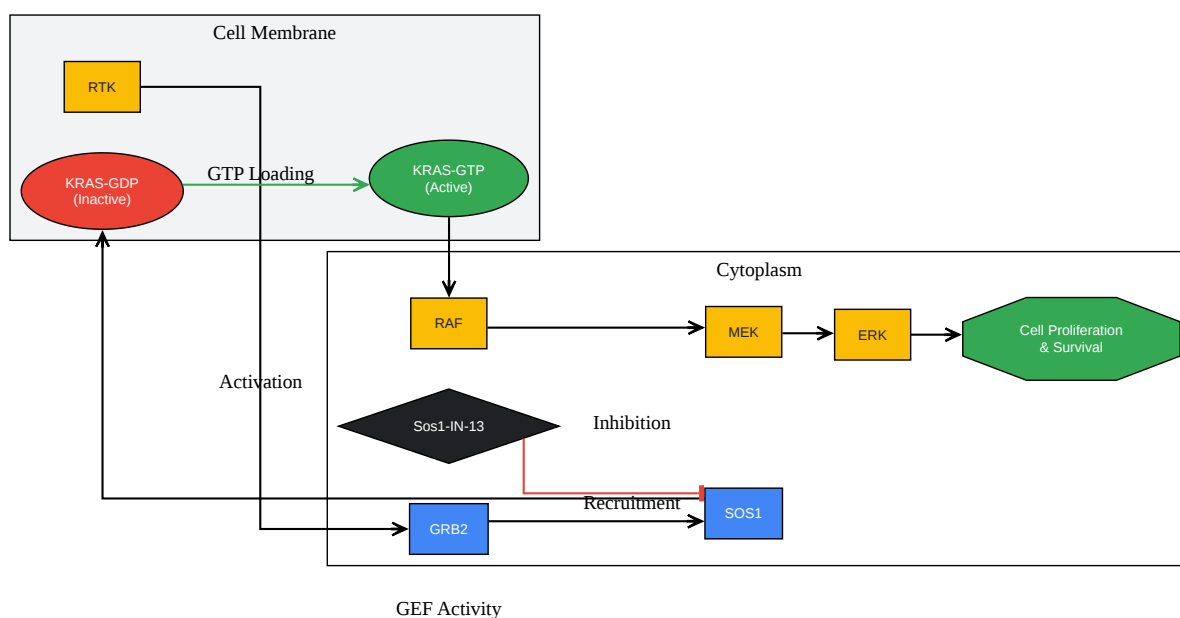 Cell Membrane
RTK
KRAS-GDP
(Inactive)
GTP Loading
KRAS-GTP
(Active)
Cytoplasm
RAF
MEK
ERK
Cell Proliferation
& Survival
Activation
Sos1-IN-13
Inhibition
Recruitment
GRB2
SOS1
GEF Activity